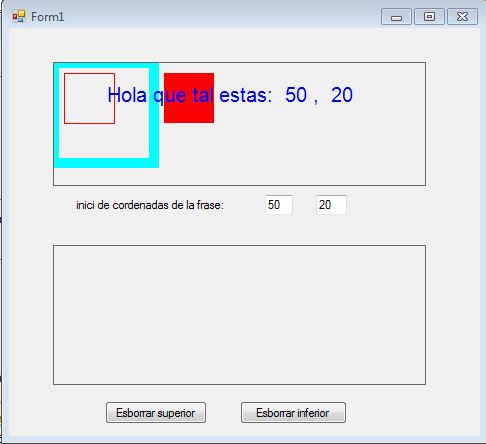 Form1
Hola que tal estas: 50 , 20
inici de cordenadas de la frase: 50 20
Esborrar superior Esborrar inferior